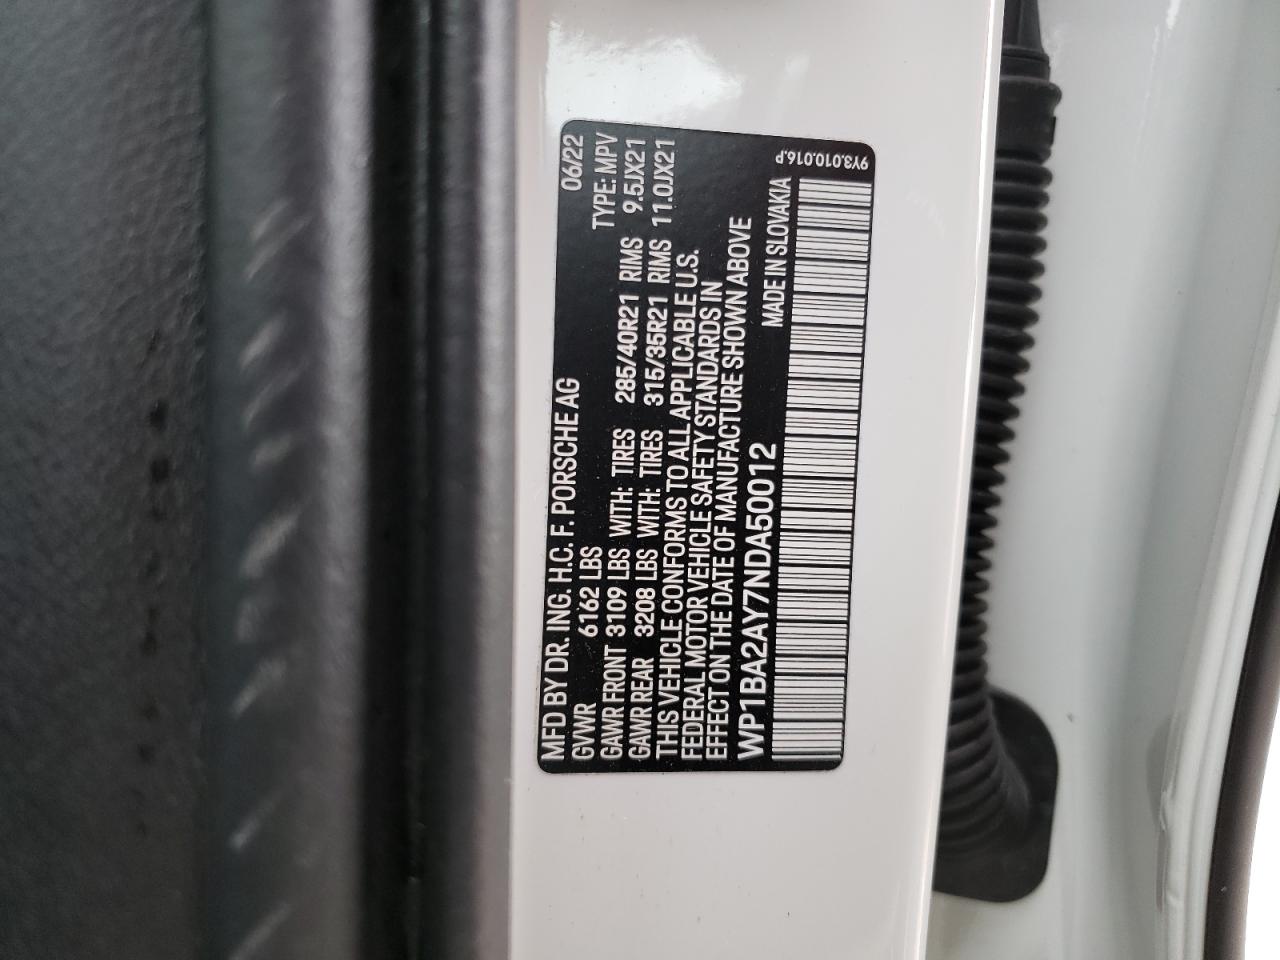 MFD BY DR. ING. H.C. F. PORSCHE AG 06/22
GVWR 6162 LBS TYPE: MPV
GAWR FRONT 3109 LBS WITH: TIRES 285/40R21 RIMS 9.5JX21
GAWR REAR 3208 LBS WITH: TIRES 315/35R21 RIMS 11.0JX21
THIS VEHICLE CONFORMS TO ALL APPLICABLE U.S.
FEDERAL MOTOR VEHICLE SAFETY STANDARDS IN
EFFECT ON THE DATE OF MANUFACTURE SHOWN ABOVE
WP1BA2AY7NDA50012 MADE IN SLOVAKIA
9Y3.010.016.P